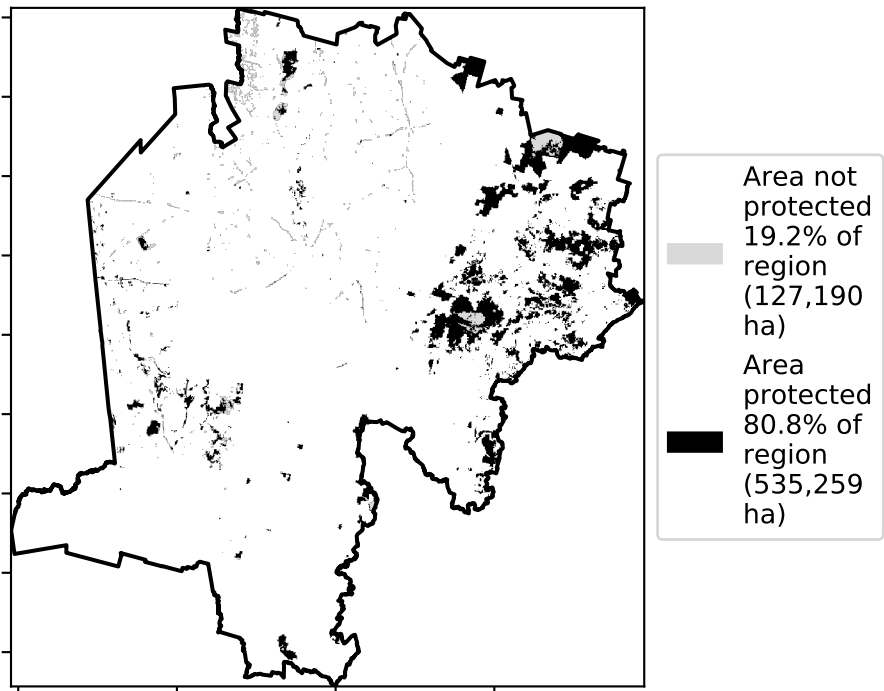 Area not
protected
19.2% of
region
(127,190
ha)
Area
protected
80.8% of
region
(535,259
ha)